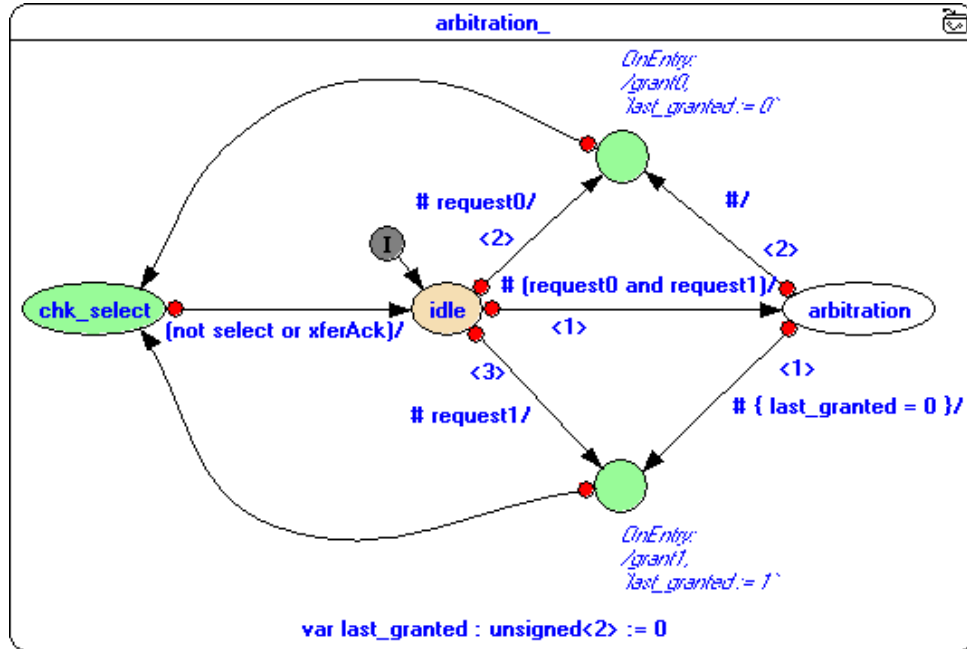 arbitration_
OnEntry:
/grant0,
`last_granted := 0`
# request0/
#/
I
<2>
<2>
# (request0 and request1)/
chk_select
idle
arbitration
(not select or xferAck)/
<1>
<3>
<1>
# request1/
# { last_granted = 0 }/
OnEntry:
/grant1,
`last_granted := 1`
var last_granted : unsigned<2> := 0